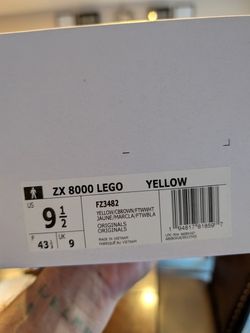 ZX 8000 LEGO YELLOW
US
9 1/2
FZ3482
YELLOW/CBROWN/FTWWHT
JAUNE/MARCLA/FTWBLA
ORIGINALS
ORIGINALS
F
43 1/3
UK
9
MADE IN VIETNAM
FABRIQUÉ AU VIETNAM